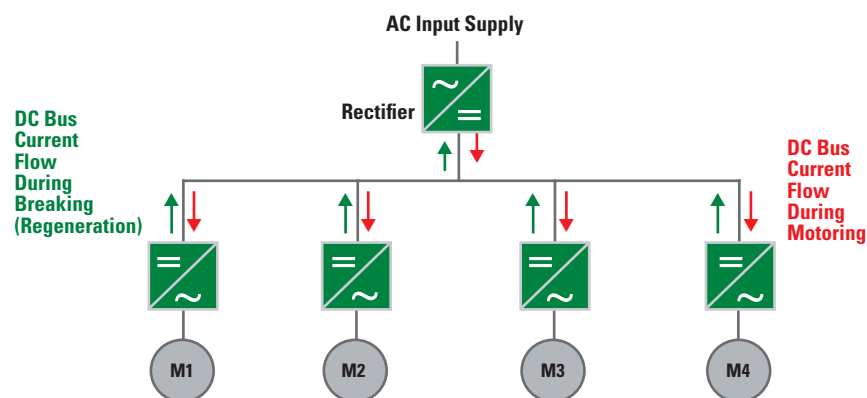 AC Input Supply
Rectifier
DC Bus
Current
Flow
During
Breaking
(Regeneration)
DC Bus
Current
Flow
During
Motoring
M1
M2
M3
M4